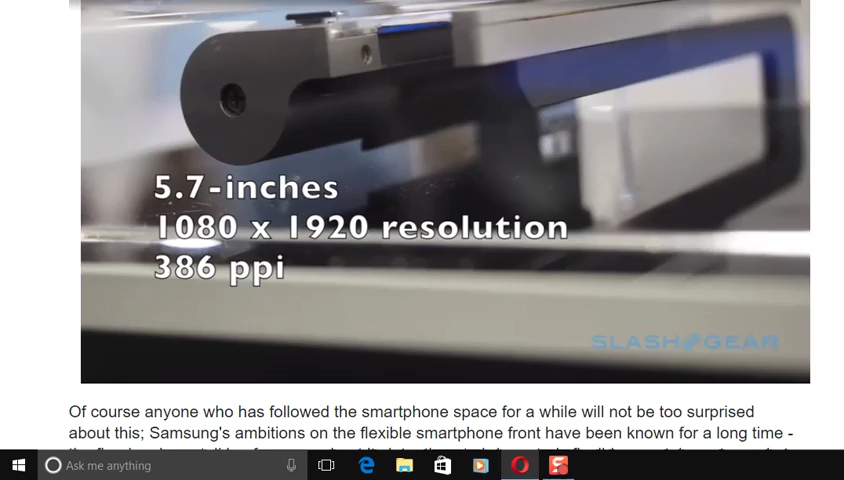 5.7-inches
1080 x 1920 resolution
386 ppi
SLASHGEAR
Of course anyone who has followed the smartphone space for a while will not be too surprised
about this; Samsung's ambitions on the flexible smartphone front have been known for a long time -
Ask me anything